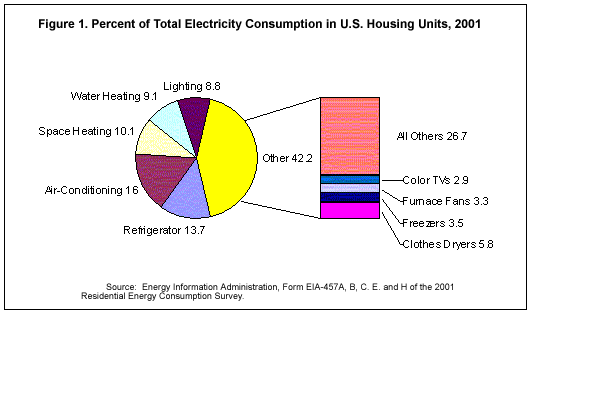 Figure 1. Percent of Total Electricity Consumption in U.S. Housing Units, 2001
Lighting 8.8
Water Heating 9.1
Space Heating 10.1
Air-Conditioning 16
Refrigerator 13.7
Other 42.2
All Others 26.7
Color TVs 2.9
Furnace Fans 3.3
Freezers 3.5
Clothes Dryers 5.8
Source:  Energy Information Administration, Form EIA-457A, B, C. E. and H of the 2001
Residential Energy Consumption Survey.